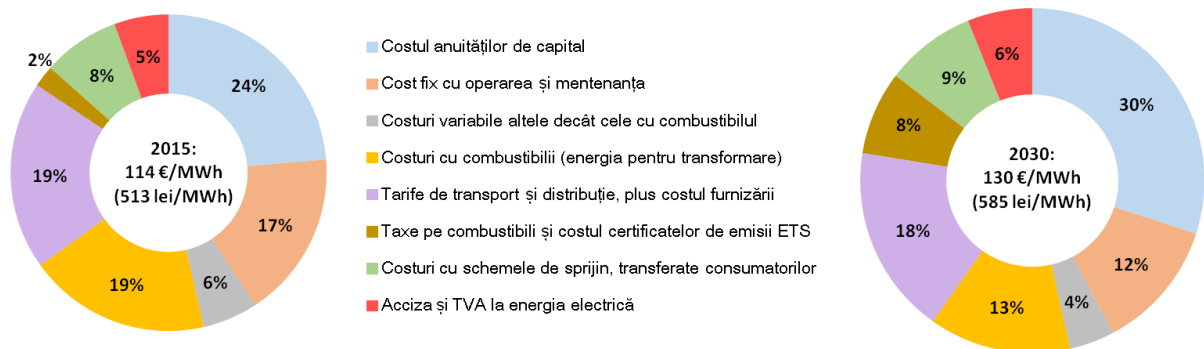 5%
2%
8%
24%
19%
17%
19%
6%
2015:
114 €/MWh
(513 lei/MWh)
Costul anuităților de capital
Cost fix cu operarea și mentenanța
Costuri variabile altele decât cele cu combustibilul
Costuri cu combustibilii (energia pentru transformare)
Tarife de transport și distribuție, plus costul furnizării
Taxe pe combustibili și costul certificatelor de emisii ETS
Costuri cu schemele de sprijin, transferate consumatorilor
Acciza și TVA la energia electrică
6%
9%
30%
8%
18%
12%
13%
4%
2030:
130 €/MWh
(585 lei/MWh)